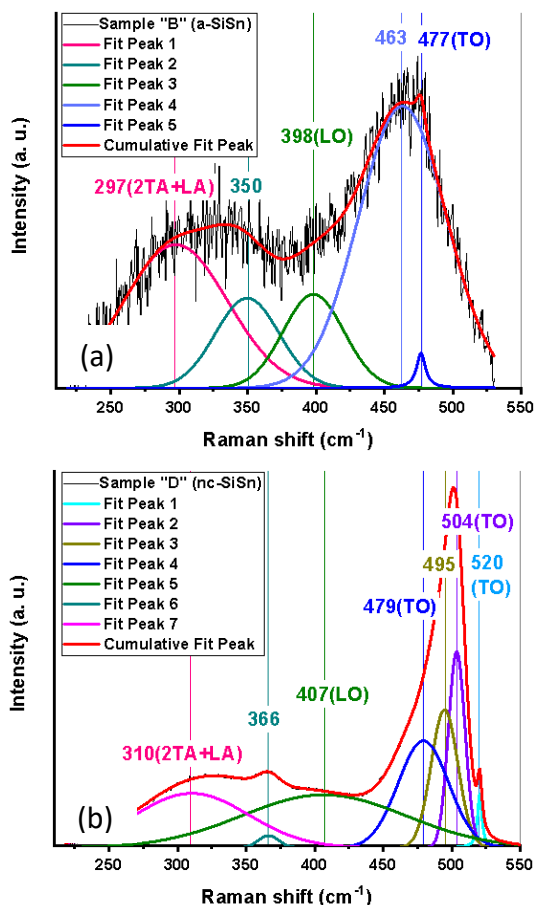 Sample "B" (a-SiSn)
Fit Peak 1
Fit Peak 2
Fit Peak 3
Fit Peak 4
Fit Peak 5
Cumulative Fit Peak
463
477(TO)
398(LO)
297(2TA+LA)
350
Intensity (a. u.)
(a)
250 300 350 400 450 500 550
Raman shift (cm⁻¹)
Sample "D" (nc-SiSn)
Fit Peak 1
Fit Peak 2
Fit Peak 3
Fit Peak 4
Fit Peak 5
Fit Peak 6
Fit Peak 7
Cumulative Fit Peak
504(TO)
495
520
(TO)
479(TO)
407(LO)
366
310(2TA+LA)
Intensity (a. u.)
(b)
250 300 350 400 450 500 550
Raman shift (cm⁻¹)